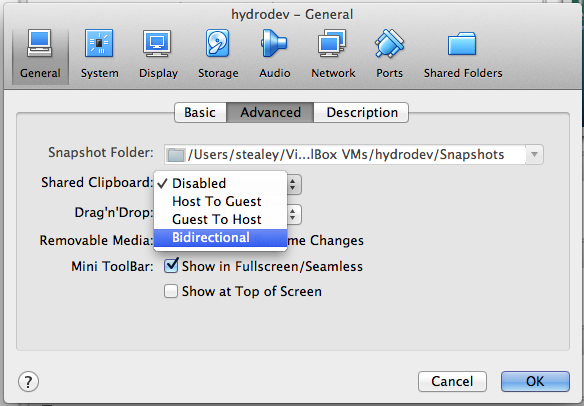 hydrodev – General
General System Display Storage Audio Network Ports Shared Folders
Basic Advanced Description
Snapshot Folder: /Users/stealey/Vi...lBox VMs/hydrodev/Snapshots
Shared Clipboard: ✓ Disabled
Host To Guest
Drag'n'Drop: Guest To Host
Removable Media: Bidirectional me Changes
Mini ToolBar: Show in Fullscreen/Seamless
Show at Top of Screen
? Cancel OK